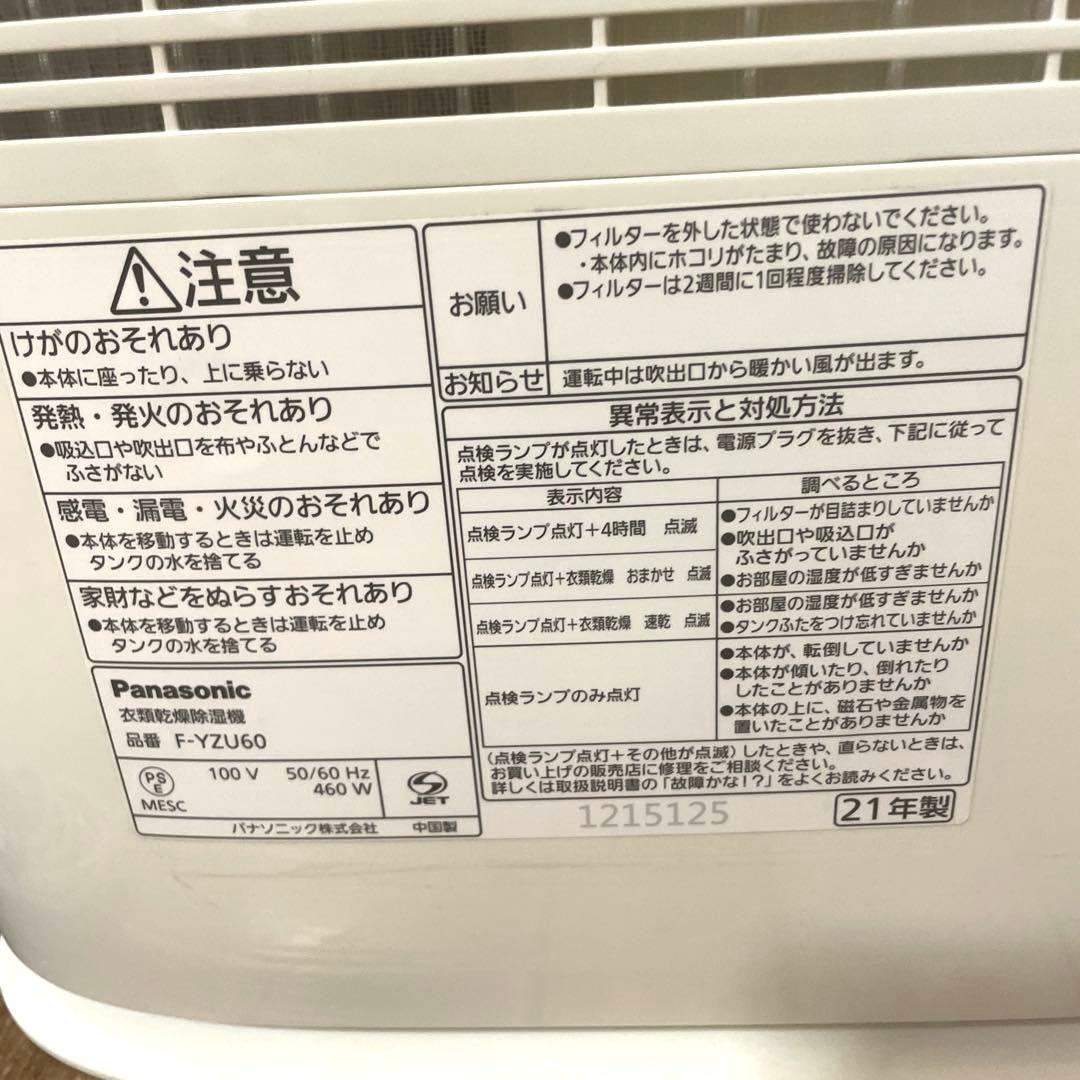 注意
けがのおそれあり
●本体に座ったり、上に乗らない
発熱・発火のおそれあり
●吸込口や吹出口を布やふとんなどで
ふさがない
感電・漏電・火災のおそれあり
●本体を移動するときは運転を止め
タンクの水を捨てる
家財などをぬらすおそれあり
●本体を移動するときは運転を止め
タンクの水を捨てる
Panasonic
衣類乾燥除湿機
品番 F-YZU60
PS
E
MESC
100 V 50/60 Hz
460 W
JET
パナソニック株式会社 中国製
お願い
●フィルターを外した状態で使わないでください。
・本体内にホコリがたまり、故障の原因になります。
●フィルターは2週間に1回程度掃除してください。
お知らせ
運転中は吹出口から暖かい風が出ます。
異常表示と対処方法
点検ランプが点灯したときは、電源プラグを抜き、下記に従って
点検を実施してください。
表示内容 調べるところ
点検ランプ点灯+4時間 点滅
点検ランプ点灯+衣類乾燥 おまかせ 点滅
●フィルターが目詰まりしていませんか
●吹出口や吸込口が
ふさがっていませんか
●お部屋の温度が低すぎませんか
点検ランプ点灯+衣類乾燥 速乾 点滅
●お部屋の湿度が低すぎませんか
●タンクふたをつけ忘れていませんか
点検ランプのみ点灯
●本体が、転倒していませんか
●本体が傾いたり、倒れたり
したことがありませんか
●本体の上に、磁石や金属物を
置いたことがありませんか
(点検ランプ点灯+その他が点滅)したときや、直らないときは、
お買い上げの販売店に修理をご相談ください。
詳しくは取扱説明書の「故障かな!?」をよくお読みください。
1215125
21年製